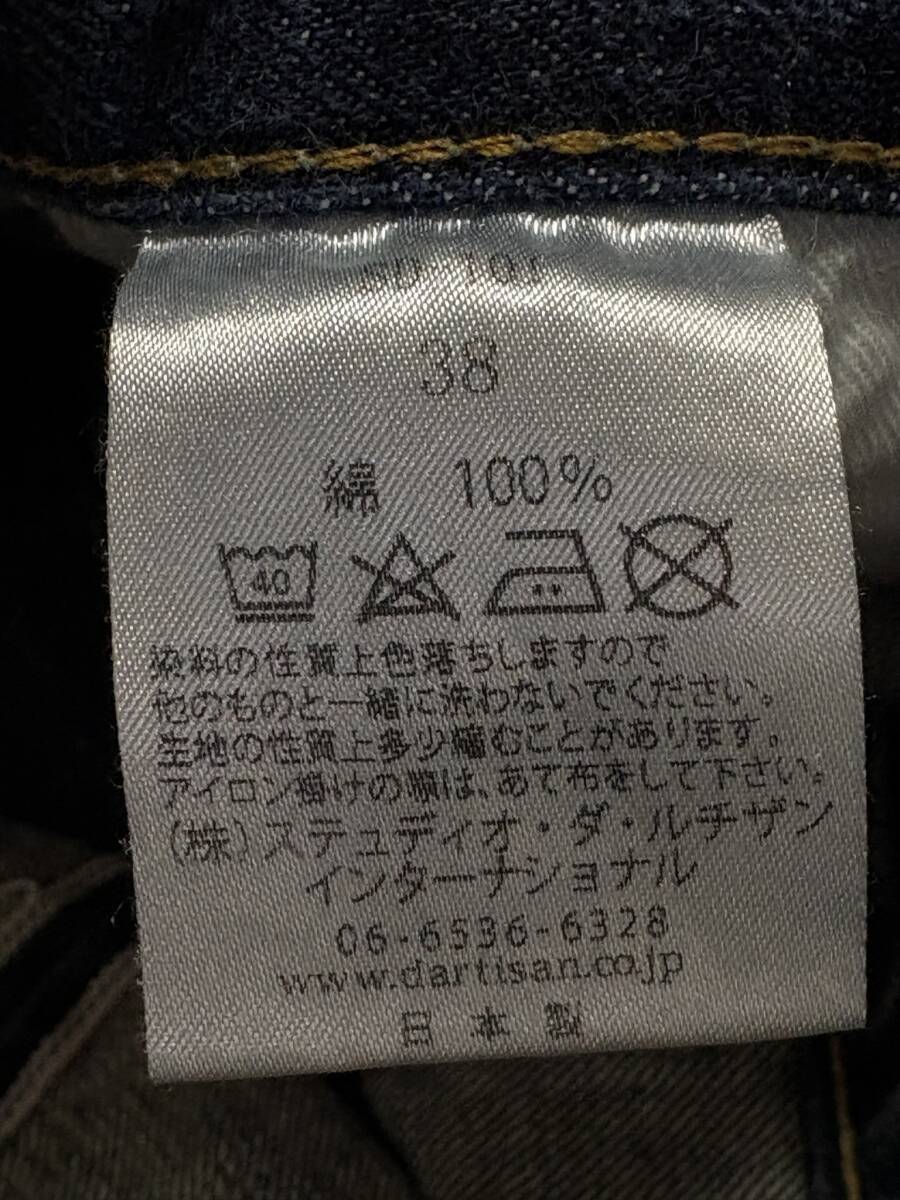 38
綿 100%
40
染料の性質上色落ちしますので
他のものと一緒に洗わないでください。
生地の性質上多少縮むことがあります。
アイロン掛けの順は、あて布をして下さい。
(株)ステュディオ・ダ・ルチザン
インターナショナル
06-6536-6328
www.dartisan.co.jp
日本製